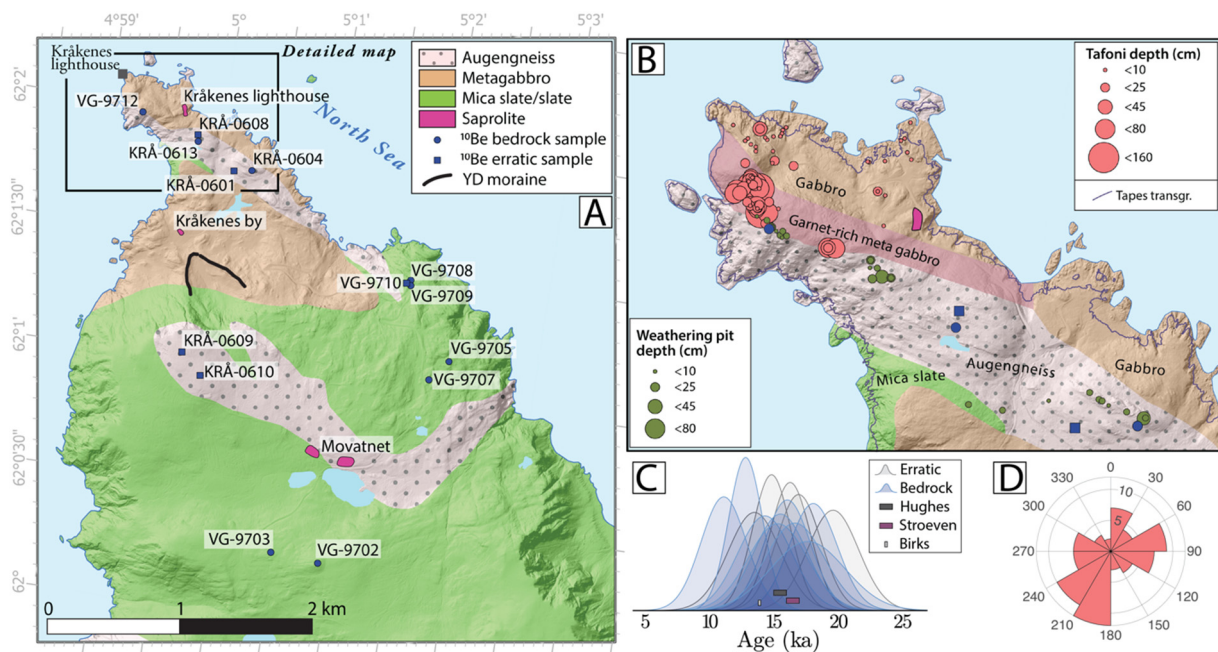 4°59'
5°
5°1'
5°2'
5°3'
62°2'
62°1'30"
62°1'
62°0'30"
62°
Detailed map
Kråkenes
lighthouse
VG-9712
Kråkenes lighthouse
KRÅ-0608
KRÅ-0613
KRÅ-0604
KRÅ-0601
North Sea
Kråkenes by
VG-9708
VG-9710
VG-9709
KRÅ-0609
VG-9705
KRÅ-0610
VG-9707
Movatnet
VG-9703
VG-9702
0 1 2 km
Augengneiss
Metagabbro
Mica slate/slate
Saprolite
¹⁰Be bedrock sample
¹⁰Be erratic sample
YD moraine
A
B
Tafoni depth (cm)
<10
<25
<45
<80
<160
Tapes transgr.
Gabbro
Garnet-rich meta gabbro
Augengneiss
Gabbro
Mica slate
Weathering pit
depth (cm)
<10
<25
<45
<80
C
Erratic
Bedrock
Hughes
Stroeven
Birks
5 10 15 20 25
Age (ka)
D
0
330 30
10
300 60
5
270 90
240 120
210 150
180